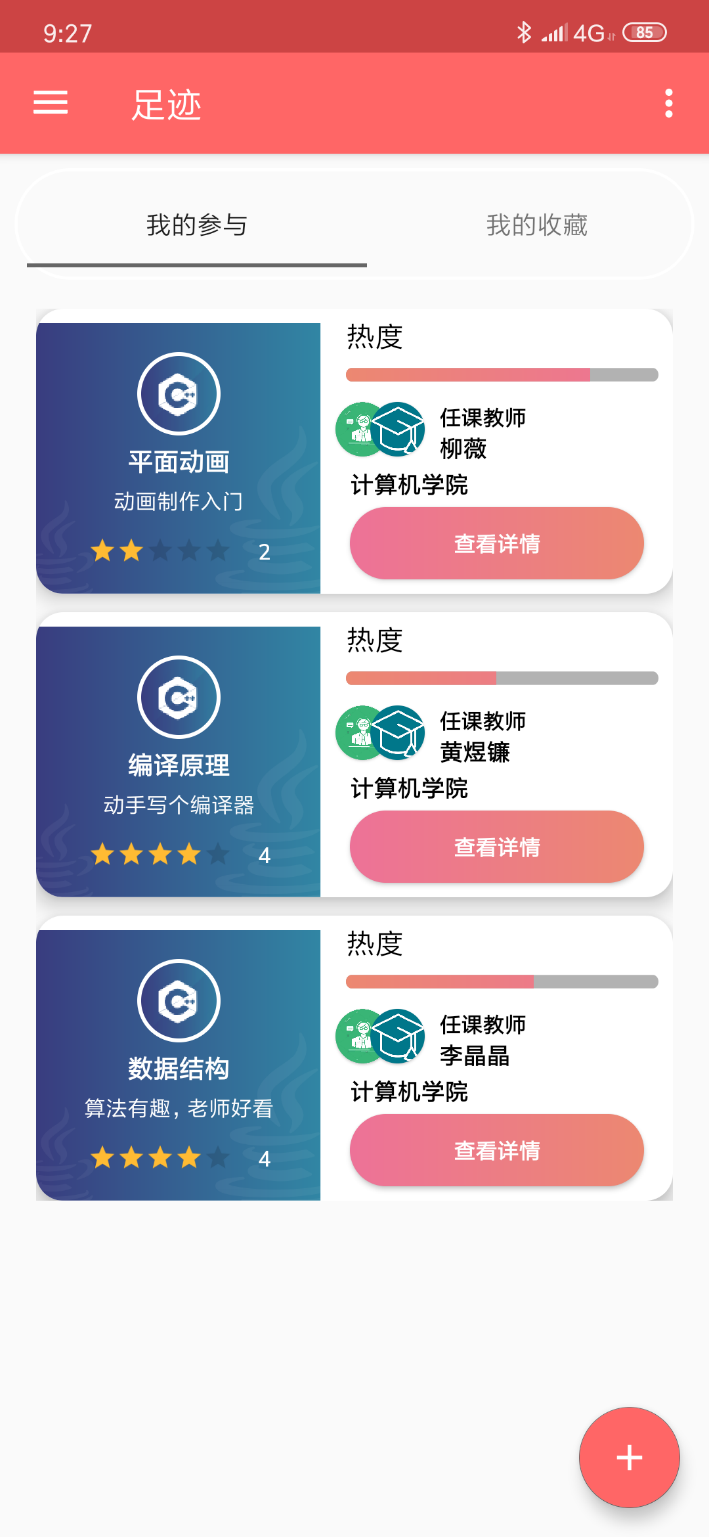 9:27
4G
85
足迹
我的参与
我的收藏
热度
平面动画
动画制作入门
2
任课教师
柳薇
计算机学院
查看详情
热度
编译原理
动手写个编译器
4
任课教师
黄煜镰
计算机学院
查看详情
热度
数据结构
算法有趣，老师好看
4
任课教师
李晶晶
计算机学院
查看详情